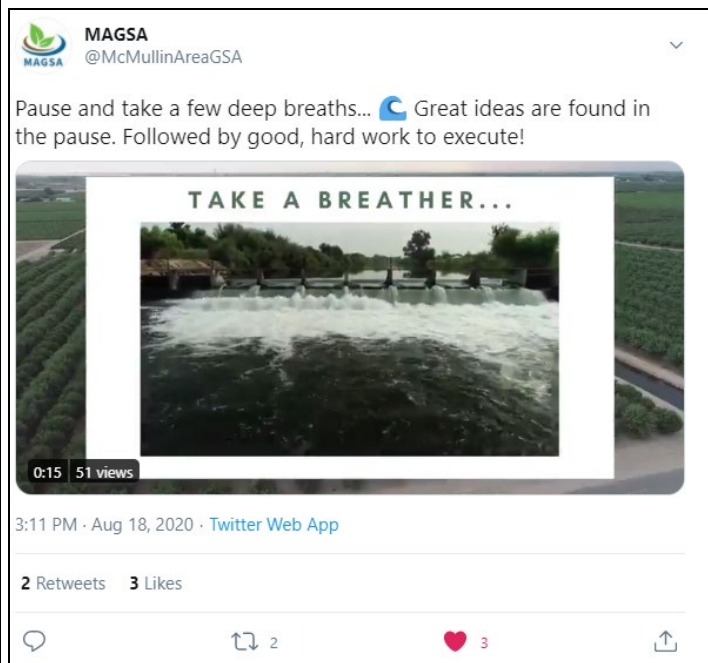 MAGSA
@McMullinAreaGSA
MAGSA
Pause and take a few deep breaths... 🌊 Great ideas are found in
the pause. Followed by good, hard work to execute!
TAKE A BREATHER...
0:15 51 views
3:11 PM · Aug 18, 2020 · Twitter Web App
2 Retweets 3 Likes
2 3